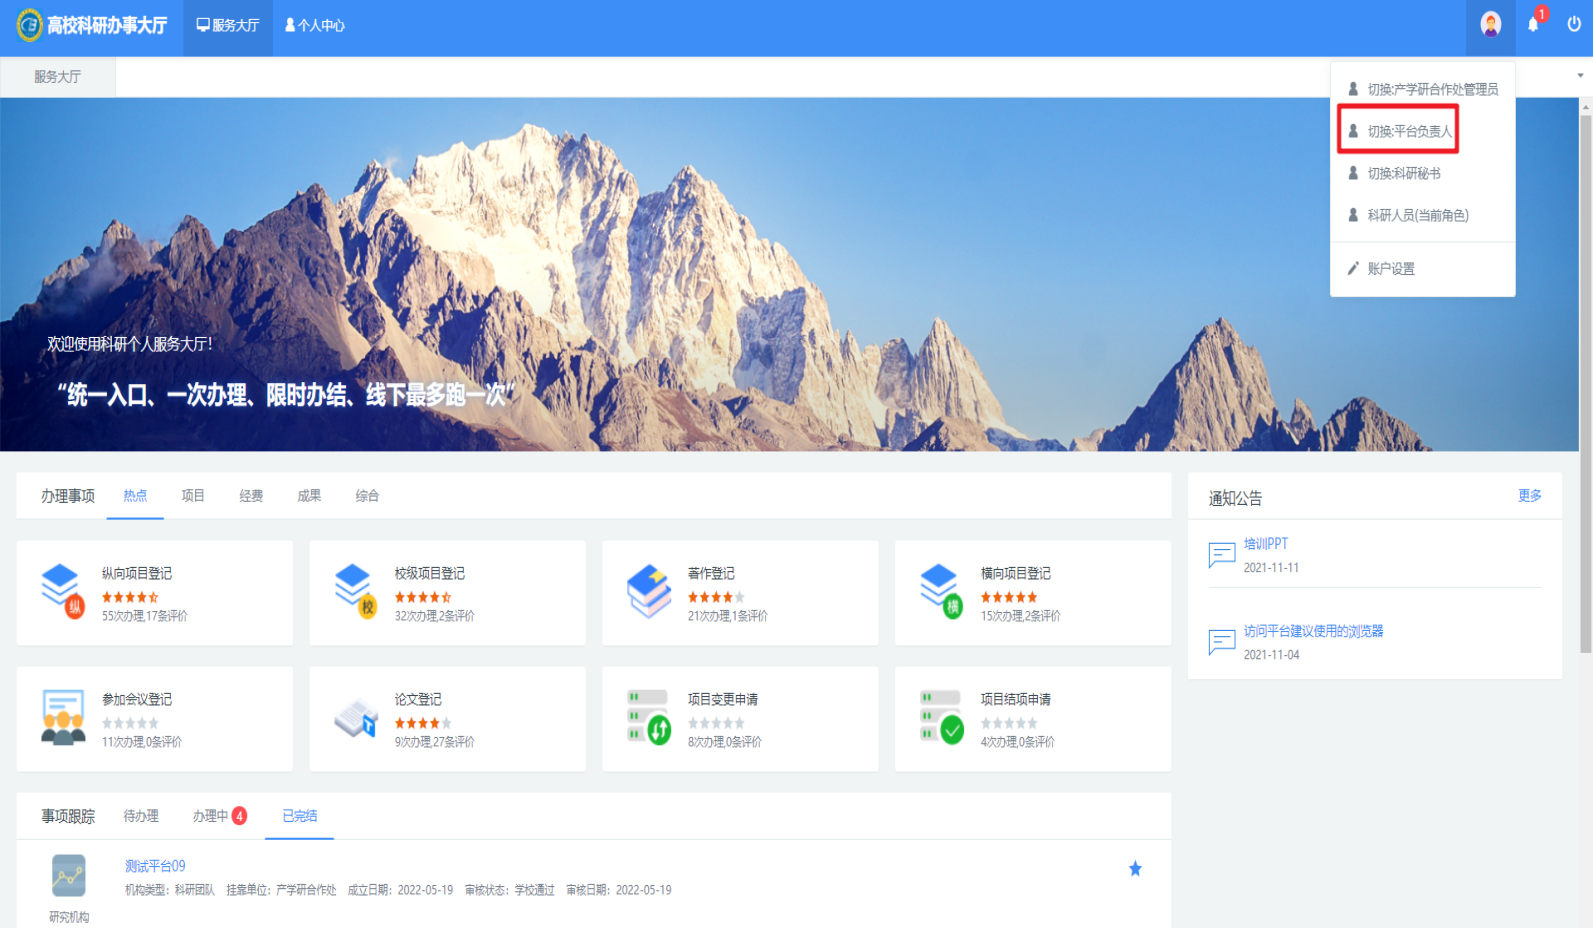 高校科研办事大厅
服务大厅
个人中心
1
服务大厅
切换:产学研合作处管理员
切换:平台负责人
切换:科研秘书
科研人员(当前角色)
账户设置
欢迎使用科研个人服务大厅!
“统一入口、一次办理、限时办结、线下最多跑一次”
办理事项 热点 项目 经费 成果 综合
纵向项目登记
纵
55次办理,17条评价
校级项目登记
校
32次办理,2条评价
著作登记
21次办理,1条评价
横向项目登记
横
15次办理,2条评价
参加会议登记
11次办理,0条评价
论文登记
T
9次办理,27条评价
项目变更申请
8次办理,0条评价
项目结项申请
4次办理,0条评价
通知公告 更多
培训PPT
2021-11-11
访问平台建议使用的浏览器
2021-11-04
事项跟踪 待办理 办理中 4 已完结
测试平台09
机构类型：科研团队 挂靠单位：产学研合作处 成立日期：2022-05-19 审核状态：学校通过 审核日期：2022-05-19
研究机构